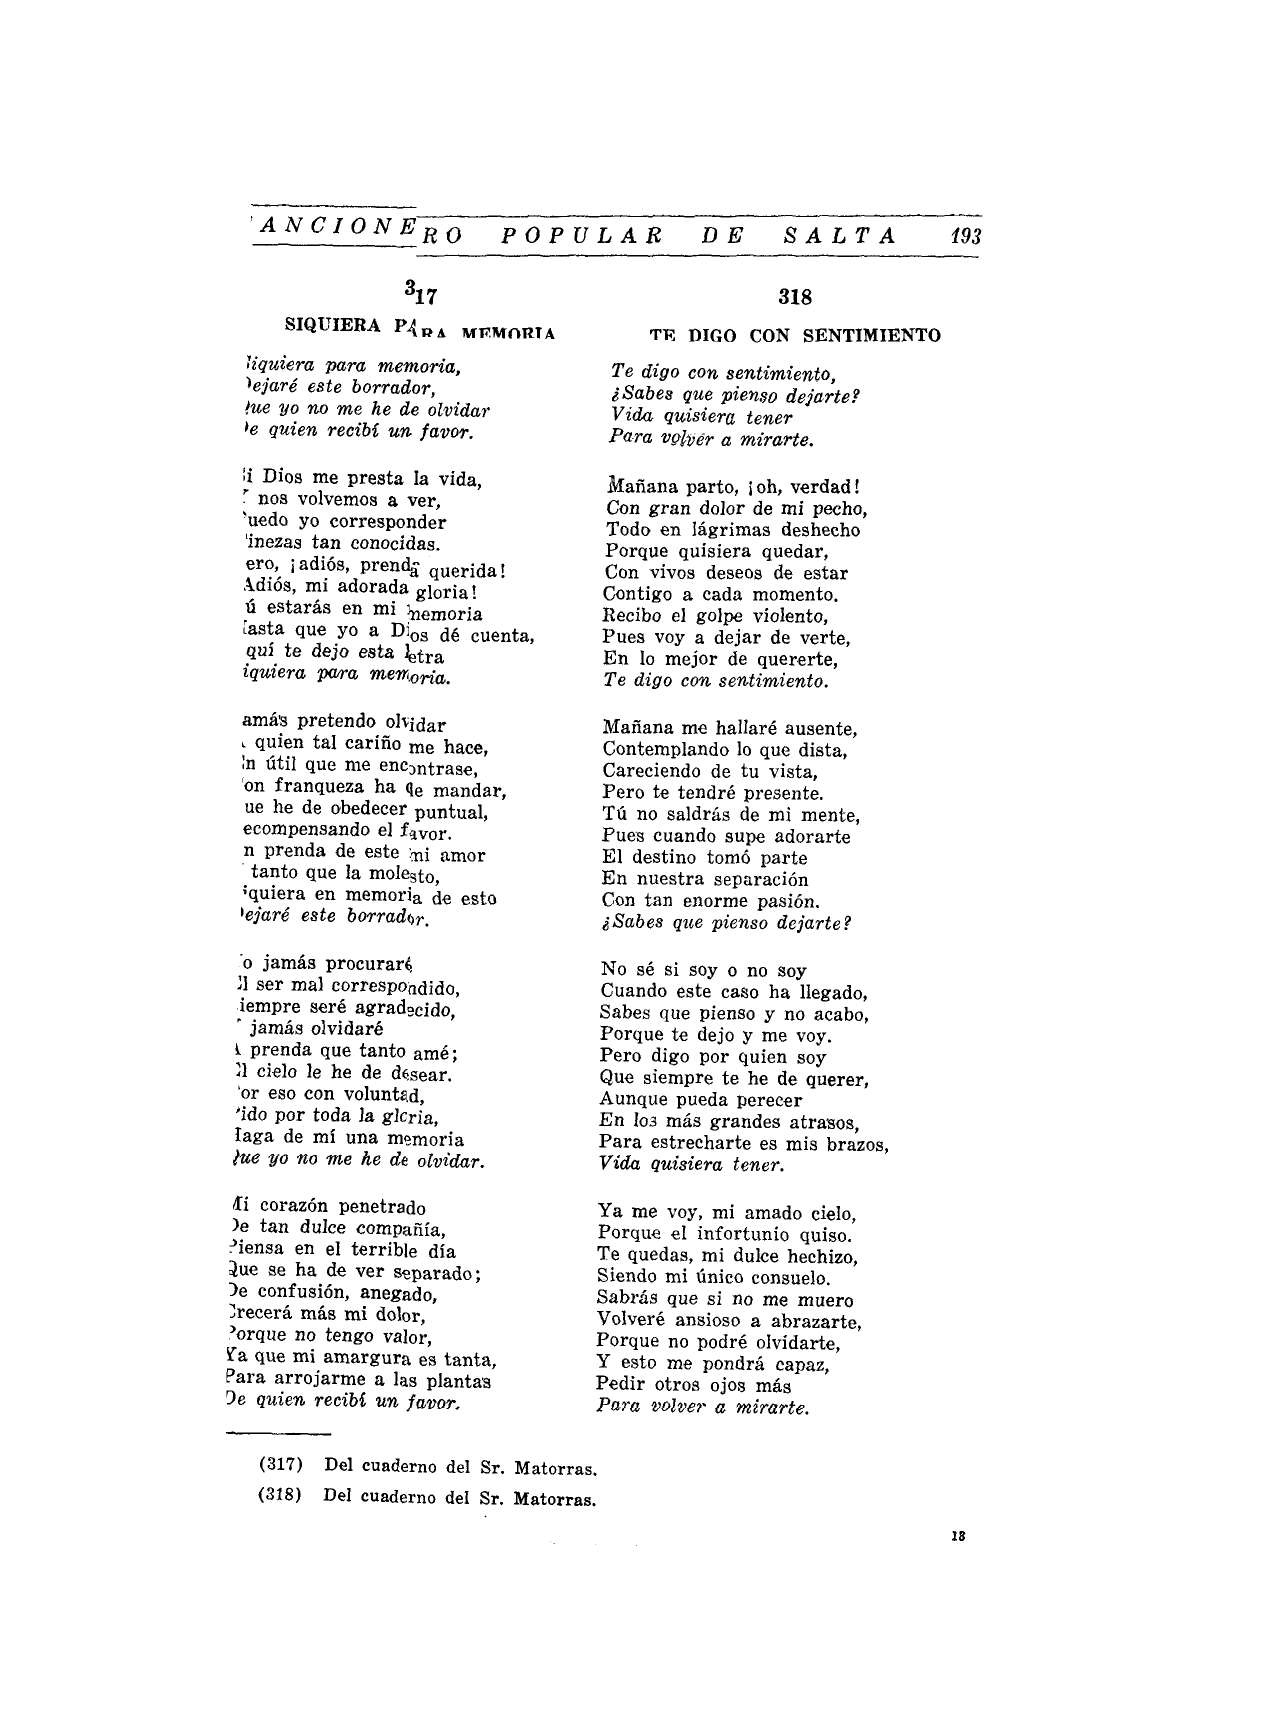 ANCIONERO POPULAR DE SALTA 193
317
SIQUIERA PARA MEMORIA
iquiera para memoria,
ejaré este borrador,
ue yo no me he de olvidar
e quien recibí un favor.
i Dios me presta la vida,
nos volvemos a ver,
uedo yo corresponder
inezas tan conocidas.
ero, ¡adiós, prenda querida!
Adiós, mi adorada gloria!
ú estarás en mi memoria
asta que yo a Dios dé cuenta,
quí te dejo esta letra
iquiera para memoria.
amás pretendo olvidar
quien tal cariño me hace,
n útil que me encontrase,
on franqueza ha de mandar,
ue he de obedecer puntual,
ecompensando el favor.
n prenda de este mi amor
tanto que la molesto,
iquiera en memoria de esto
ejaré este borrador.
o jamás procuraré
l ser mal correspondido,
iempre seré agradecido,
jamás olvidaré
A prenda que tanto amé;
l cielo le he de desear.
or eso con voluntad,
ido por toda la gloria,
Haga de mí una memoria
Que yo no me he de olvidar.
Mi corazón penetrado
De tan dulce compañía,
Piensa en el terrible día
Que se ha de ver separado;
De confusión, anegado,
Crecerá más mi dolor,
Porque no tengo valor,
Ya que mi amargura es tanta,
Para arrojarme a las plantas
De quien recibí un favor.
318
TE DIGO CON SENTIMIENTO
Te digo con sentimiento,
¿Sabes que pienso dejarte?
Vida quisiera tener
Para volver a mirarte.
Mañana parto, ¡oh, verdad!
Con gran dolor de mi pecho,
Todo en lágrimas deshecho
Porque quisiera quedar,
Con vivos deseos de estar
Contigo a cada momento.
Recibo el golpe violento,
Pues voy a dejar de verte,
En lo mejor de quererte,
Te digo con sentimiento.
Mañana me hallaré ausente,
Contemplando lo que dista,
Careciendo de tu vista,
Pero te tendré presente.
Tú no saldrás de mi mente,
Pues cuando supe adorarte
El destino tomó parte
En nuestra separación
Con tan enorme pasión.
¿Sabes que pienso dejarte?
No sé si soy o no soy
Cuando este caso ha llegado,
Sabes que pienso y no acabo,
Porque te dejo y me voy.
Pero digo por quien soy
Que siempre te he de querer,
Aunque pueda perecer
En los más grandes atrasos,
Para estrecharte es mis brazos,
Vida quisiera tener.
Ya me voy, mi amado cielo,
Porque el infortunio quiso.
Te quedas, mi dulce hechizo,
Siendo mi único consuelo.
Sabrás que si no me muero
Volveré ansioso a abrazarte,
Porque no podré olvidarte,
Y esto me pondrá capaz,
Pedir otros ojos más
Para volver a mirarte.
(317) Del cuaderno del Sr. Matorras.
(318) Del cuaderno del Sr. Matorras.
18